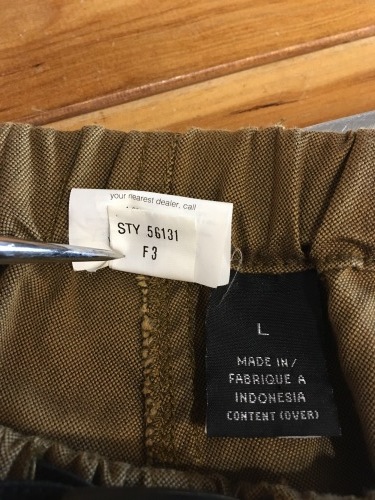 your nearest dealer, call
STY 56131
F3
L
MADE IN/
FABRIQUE A
INDONESIA
CONTENT (OVER)